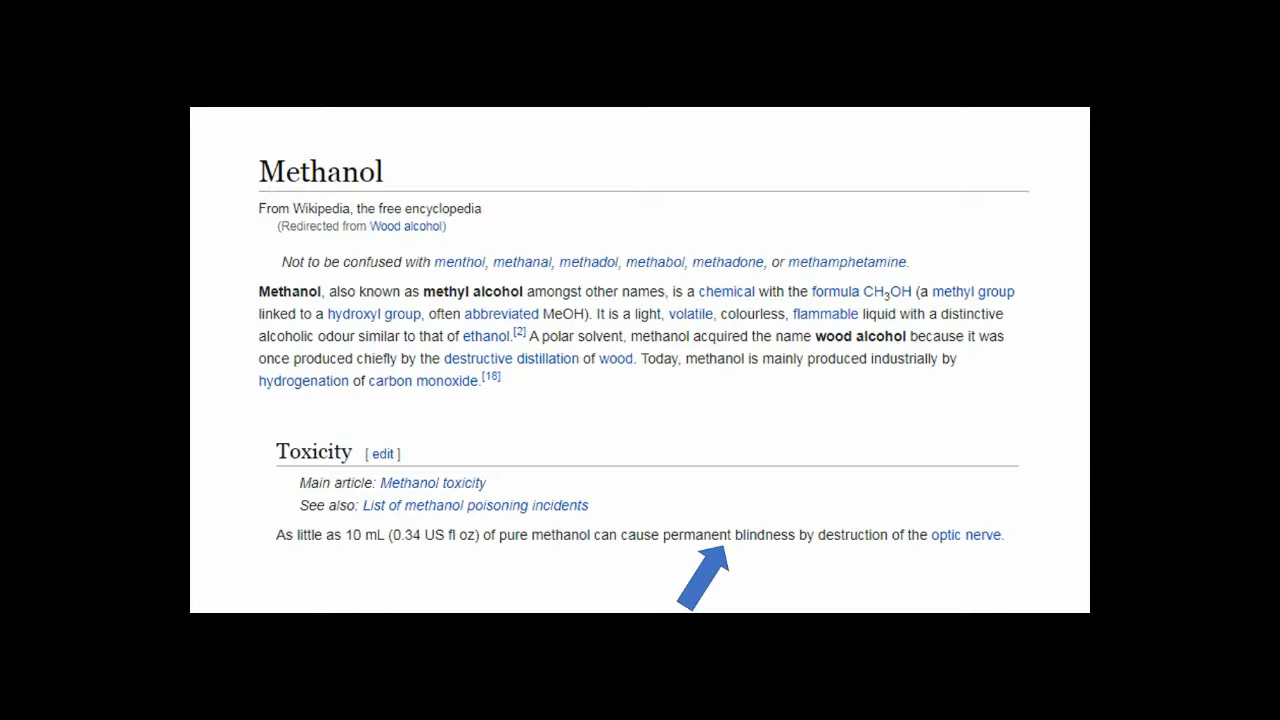 Methanol
From Wikipedia, the free encyclopedia
(Redirected from Wood alcohol)
Not to be confused with menthol, methanal, methadol, methabol, methadone, or methamphetamine.
Methanol, also known as methyl alcohol amongst other names, is a chemical with the formula CH3OH (a methyl group
linked to a hydroxyl group, often abbreviated MeOH). It is a light, volatile, colourless, flammable liquid with a distinctive
alcoholic odour similar to that of ethanol.[2] A polar solvent, methanol acquired the name wood alcohol because it was
once produced chiefly by the destructive distillation of wood. Today, methanol is mainly produced industrially by
hydrogenation of carbon monoxide.[18]
Toxicity [ edit ]
Main article: Methanol toxicity
See also: List of methanol poisoning incidents
As little as 10 mL (0.34 US fl oz) of pure methanol can cause permanent blindness by destruction of the optic nerve.